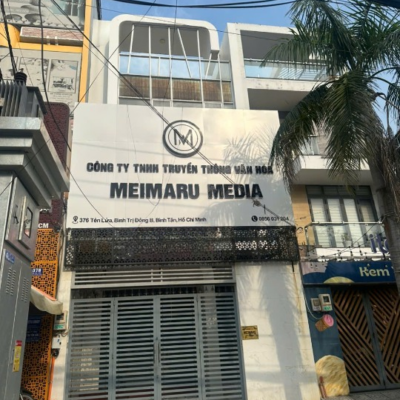 M
CÔNG TY TNHH TRUYỀN THÔNG VĂN HÓA
MEIMARU MEDIA
376 Tên Lửa, Bình Trị Đông B, Bình Tân, Hồ Chí Minh
Kem